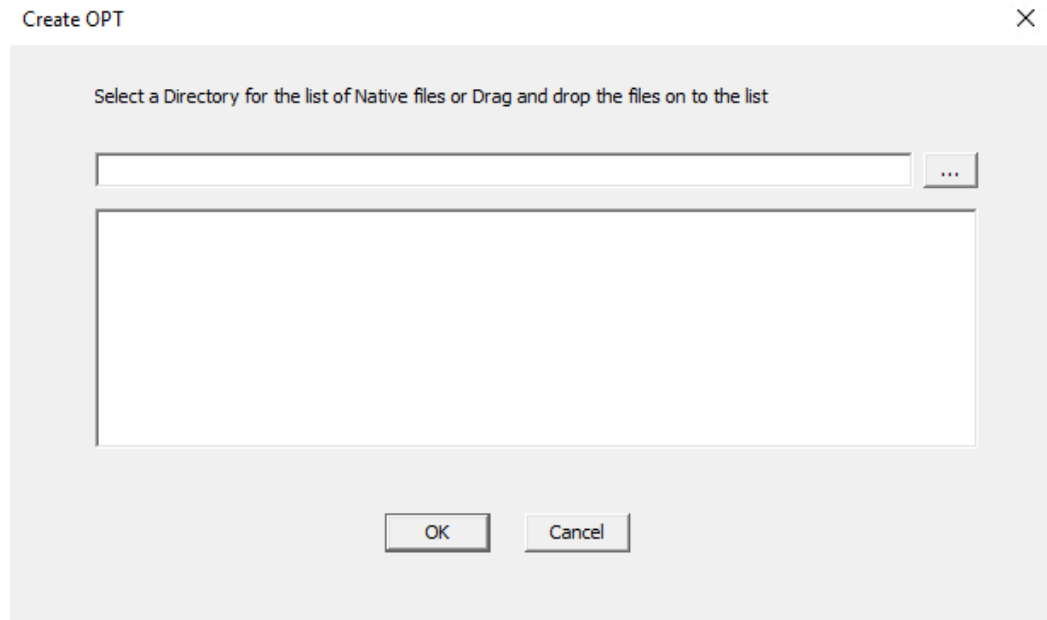 Create OPT
Select a Directory for the list of Native files or Drag and drop the files on to the list
...
OK
Cancel